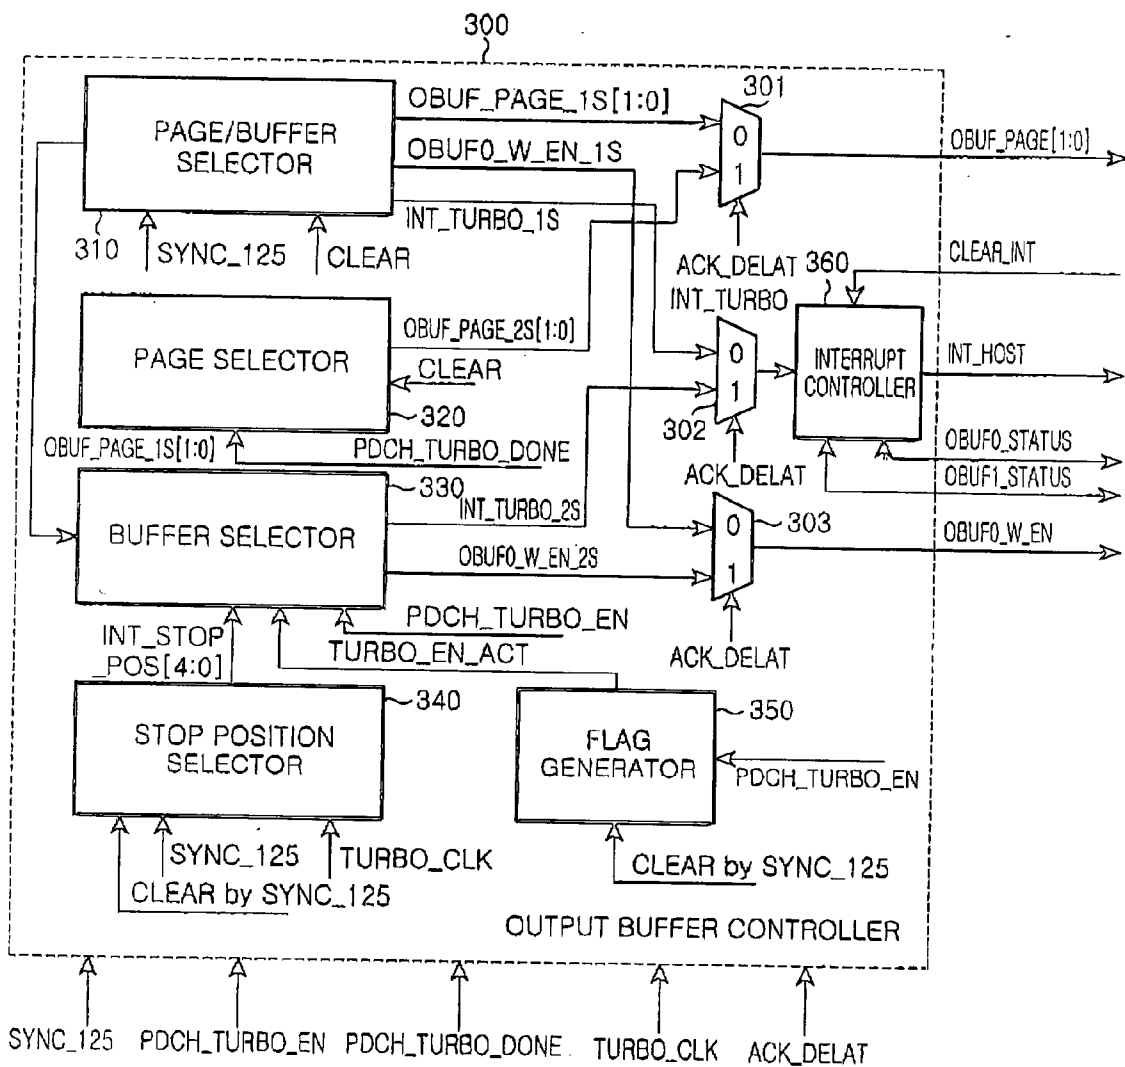 300
PAGE/BUFFER
SELECTOR
310
SYNC_125
CLEAR
OBUF_PAGE_1S[1:0]
OBUF0_W_EN_1S
INT_TURBO_1S
301
0
1
ACK_DELAT
OBUF_PAGE[1:0]
PAGE SELECTOR
320
OBUF_PAGE_2S[1:0]
CLEAR
OBUF_PAGE_1S[1:0]
PDCH_TURBO_DONE
INT_TURBO
0
1
302
ACK_DELAT
360
INTERRUPT
CONTROLLER
CLEAR_INT
INT_HOST
OBUF0_STATUS
OBUF1_STATUS
330
BUFFER SELECTOR
INT_TURBO_2S
OBUF0_W_EN_2S
303
0
1
ACK_DELAT
OBUF0_W_EN
INT_STOP
_POS[4:0]
PDCH_TURBO_EN
TURBO_EN_ACT
STOP POSITION
SELECTOR
340
SYNC_125
TURBO_CLK
CLEAR by SYNC_125
FLAG
GENERATOR
350
PDCH_TURBO_EN
CLEAR by SYNC_125
OUTPUT BUFFER CONTROLLER
SYNC_125
PDCH_TURBO_EN
PDCH_TURBO_DONE
TURBO_CLK
ACK_DELAT